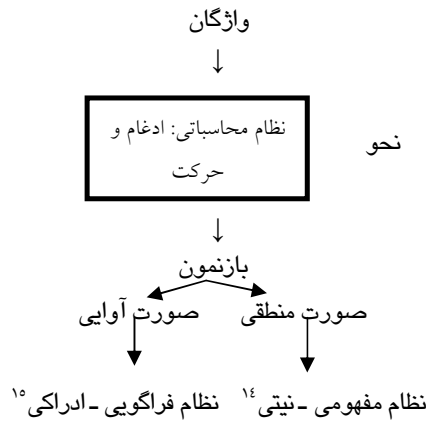 واژگان
↓
نظام محاسباتی: ادغام و
حرکت
نحو
↓
بازنمون
صورت منطقی
صورت آوایی
نظام مفهومی ـ نیتی۱۴
نظام فراگویی ـ ادراکی۱۵